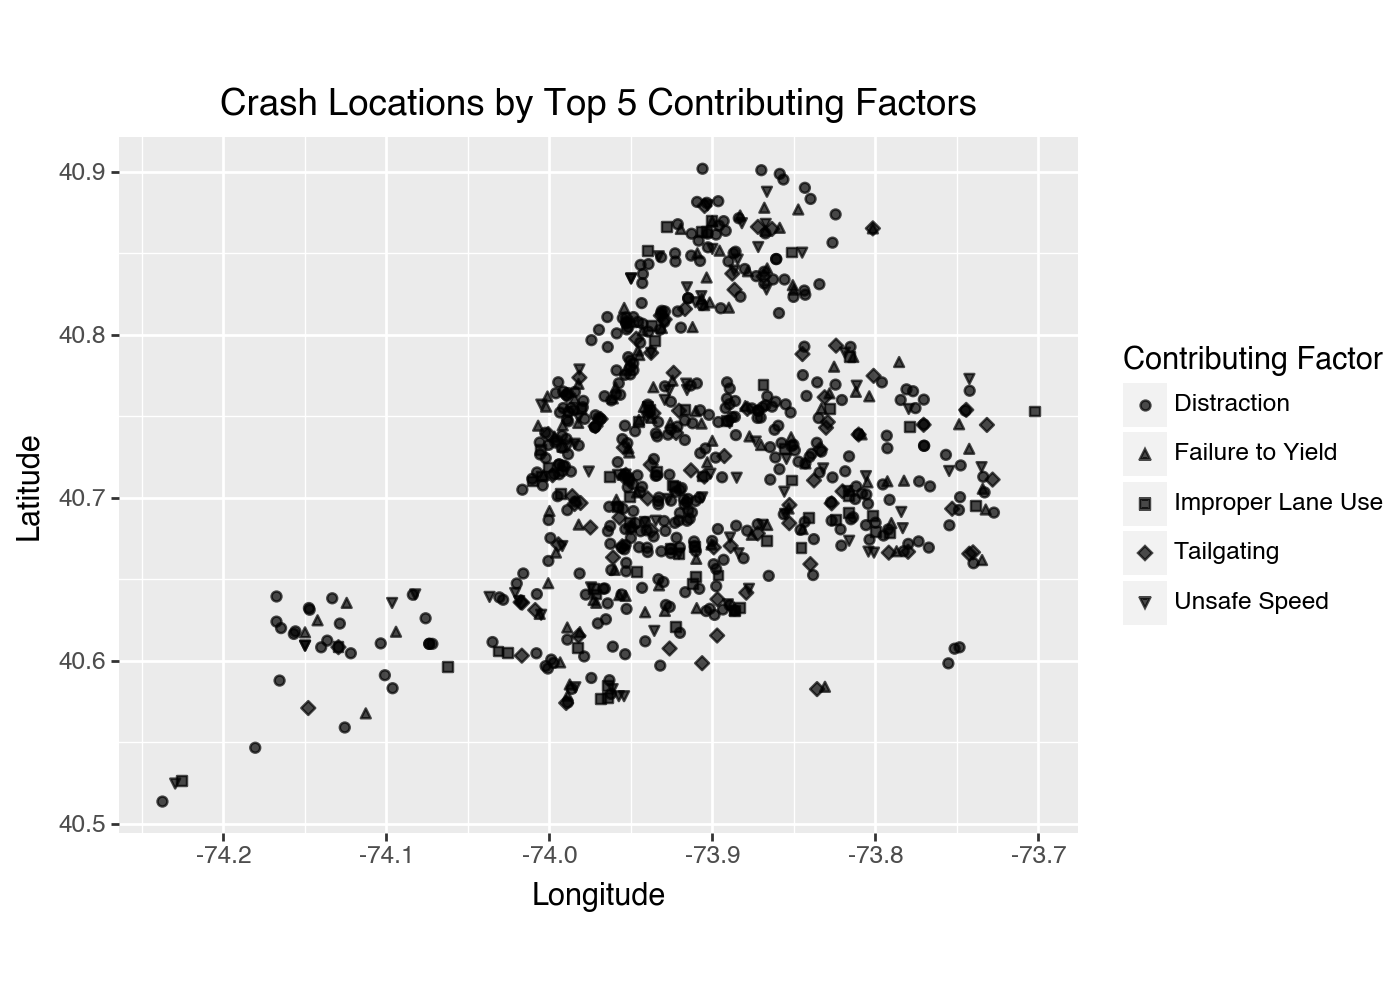 Crash Locations by Top 5 Contributing Factors
40.9
40.8
40.7
40.6
40.5
Latitude
-74.2
-74.1
-74.0
-73.9
-73.8
-73.7
Longitude
Contributing Factor
Distraction
Failure to Yield
Improper Lane Use
Tailgating
Unsafe Speed